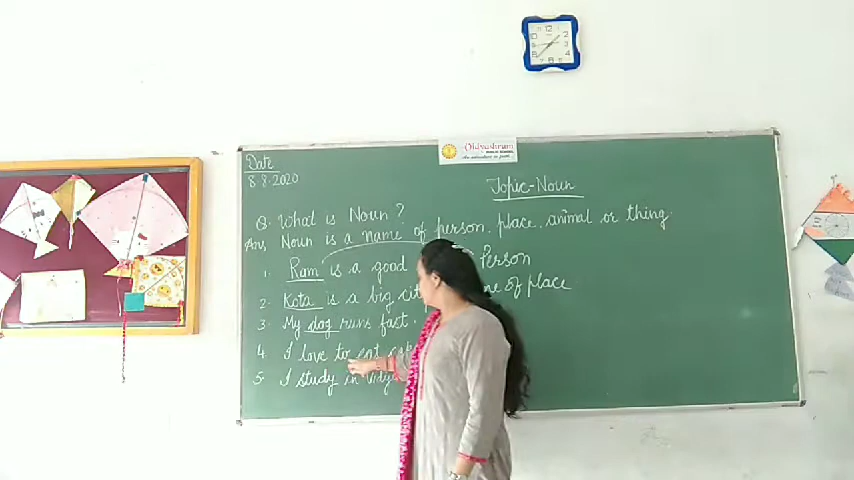 Vidyashram
Date
8.8.2020
Topic-Noun
Q. What is Noun?
Ans, Noun is a name of person, place, animal or thing.
1. Ram is a good Person
2. Kota is a big cit of place
3. My dog runs fast.
4. I love to eat
5. I study in Vidy